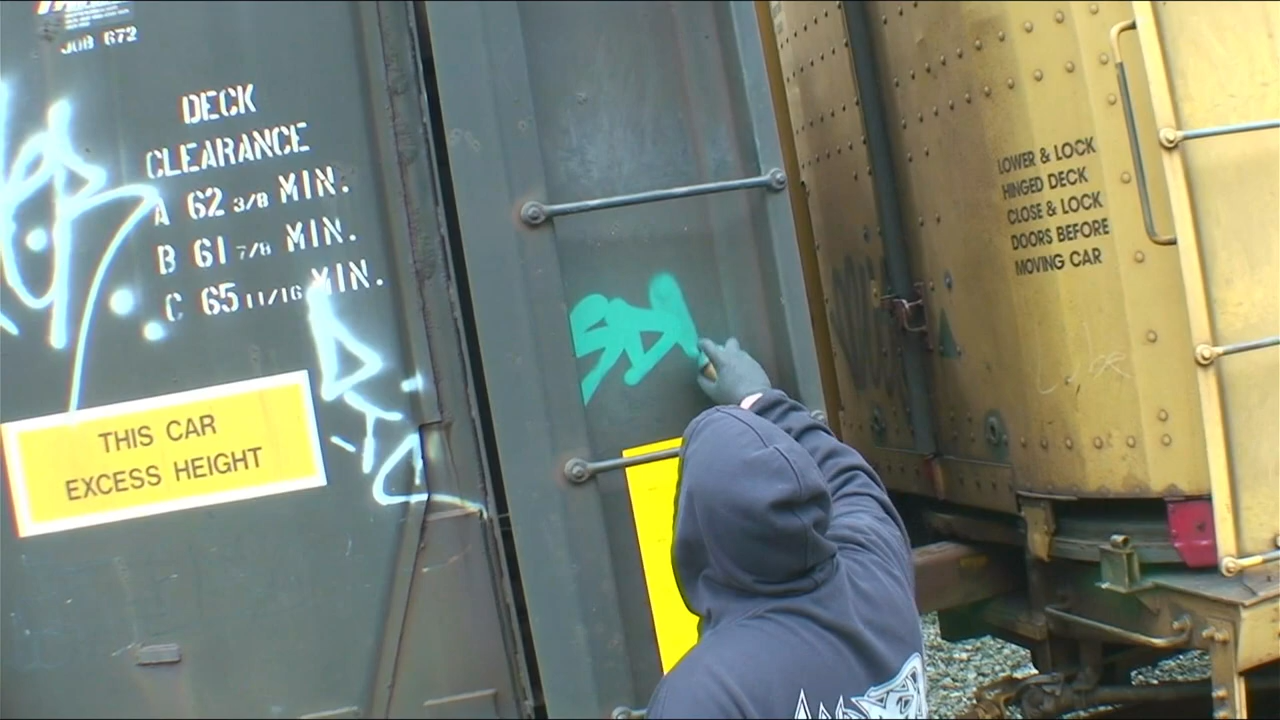 JOB 672
DECK
CLEARANCE
A 62 3/8 MIN.
B 61 7/8 MIN.
C 65 11/16 MIN.
THIS CAR
EXCESS HEIGHT
LOWER & LOCK
HINGED DECK
CLOSE & LOCK
DOORS BEFORE
MOVING CAR